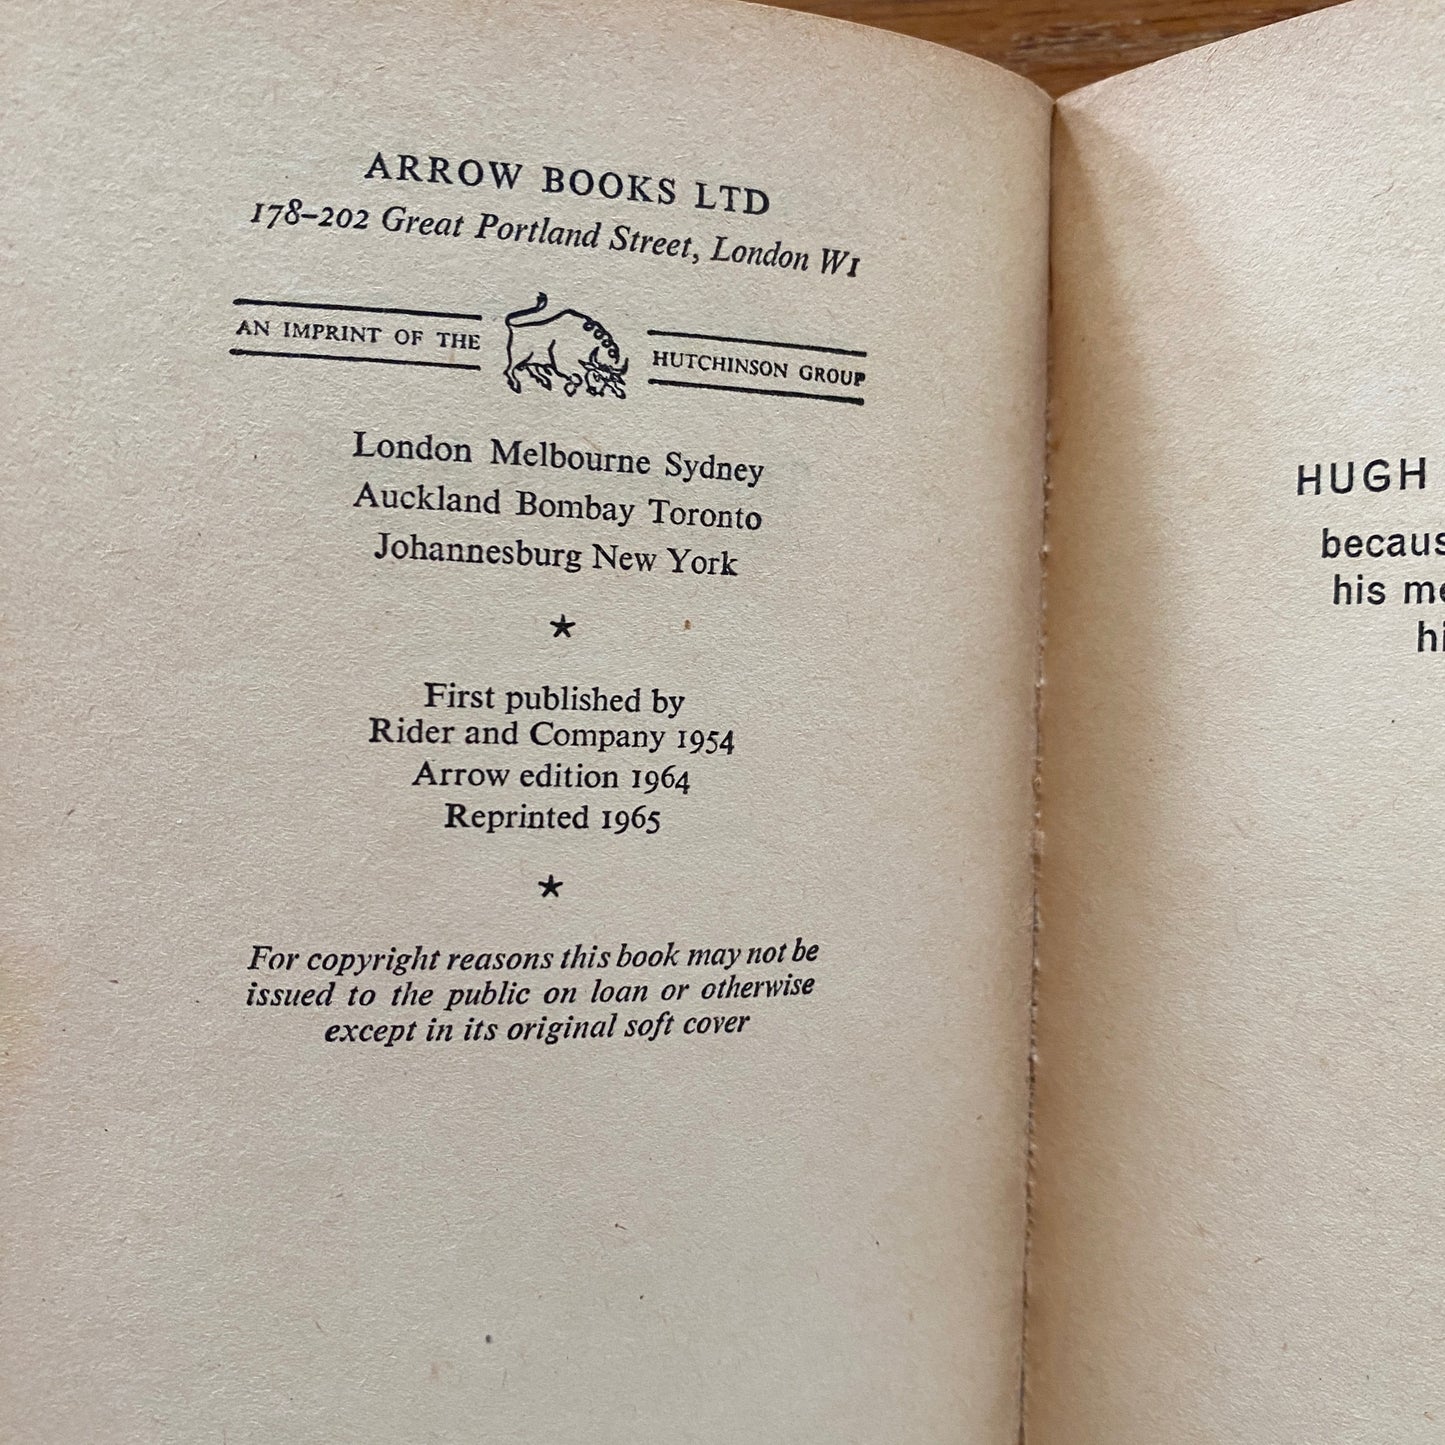 ARROW BOOKS LTD
178–202 Great Portland Street, London W1
AN IMPRINT OF THE HUTCHINSON GROUP
London Melbourne Sydney
Auckland Bombay Toronto
Johannesburg New York
★
First published by
Rider and Company 1954
Arrow edition 1964
Reprinted 1965
★
For copyright reasons this book may not be
issued to the public on loan or otherwise
except in its original soft cover
HUGH
his